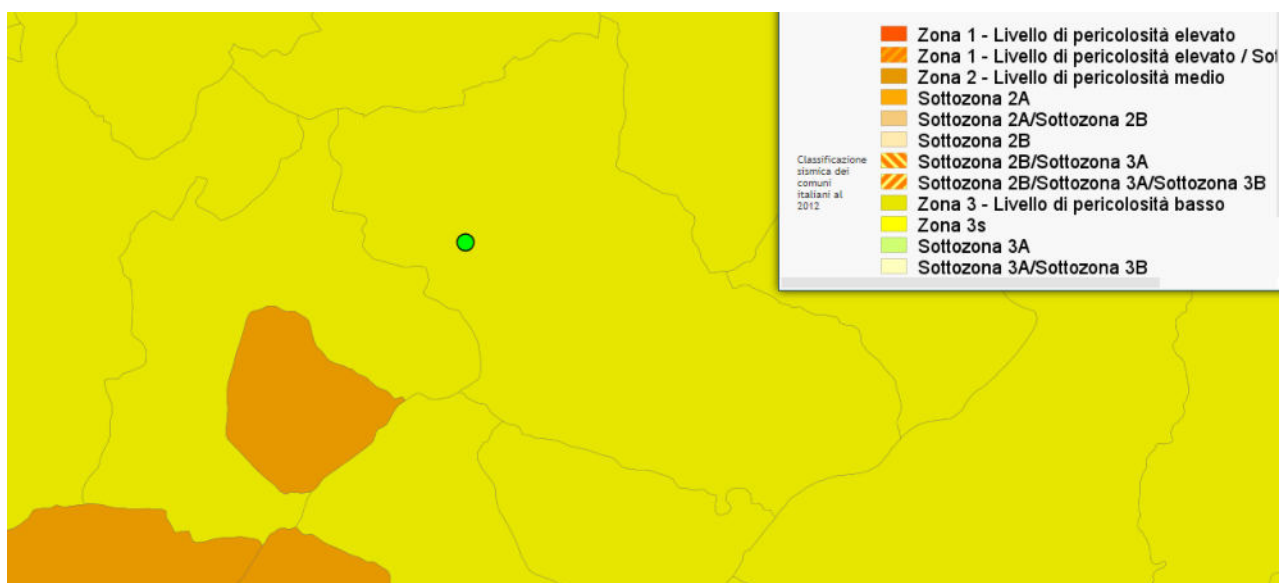 Zona 1 - Livello di pericolosità elevato
Zona 1 - Livello di pericolosità elevato / Sot
Zona 2 - Livello di pericolosità medio
Sottozona 2A
Sottozona 2A/Sottozona 2B
Sottozona 2B
Classificazione
sismica dei
comuni
italiani al
2012
Sottozona 2B/Sottozona 3A
Sottozona 2B/Sottozona 3A/Sottozona 3B
Zona 3 - Livello di pericolosità basso
Zona 3s
Sottozona 3A
Sottozona 3A/Sottozona 3B